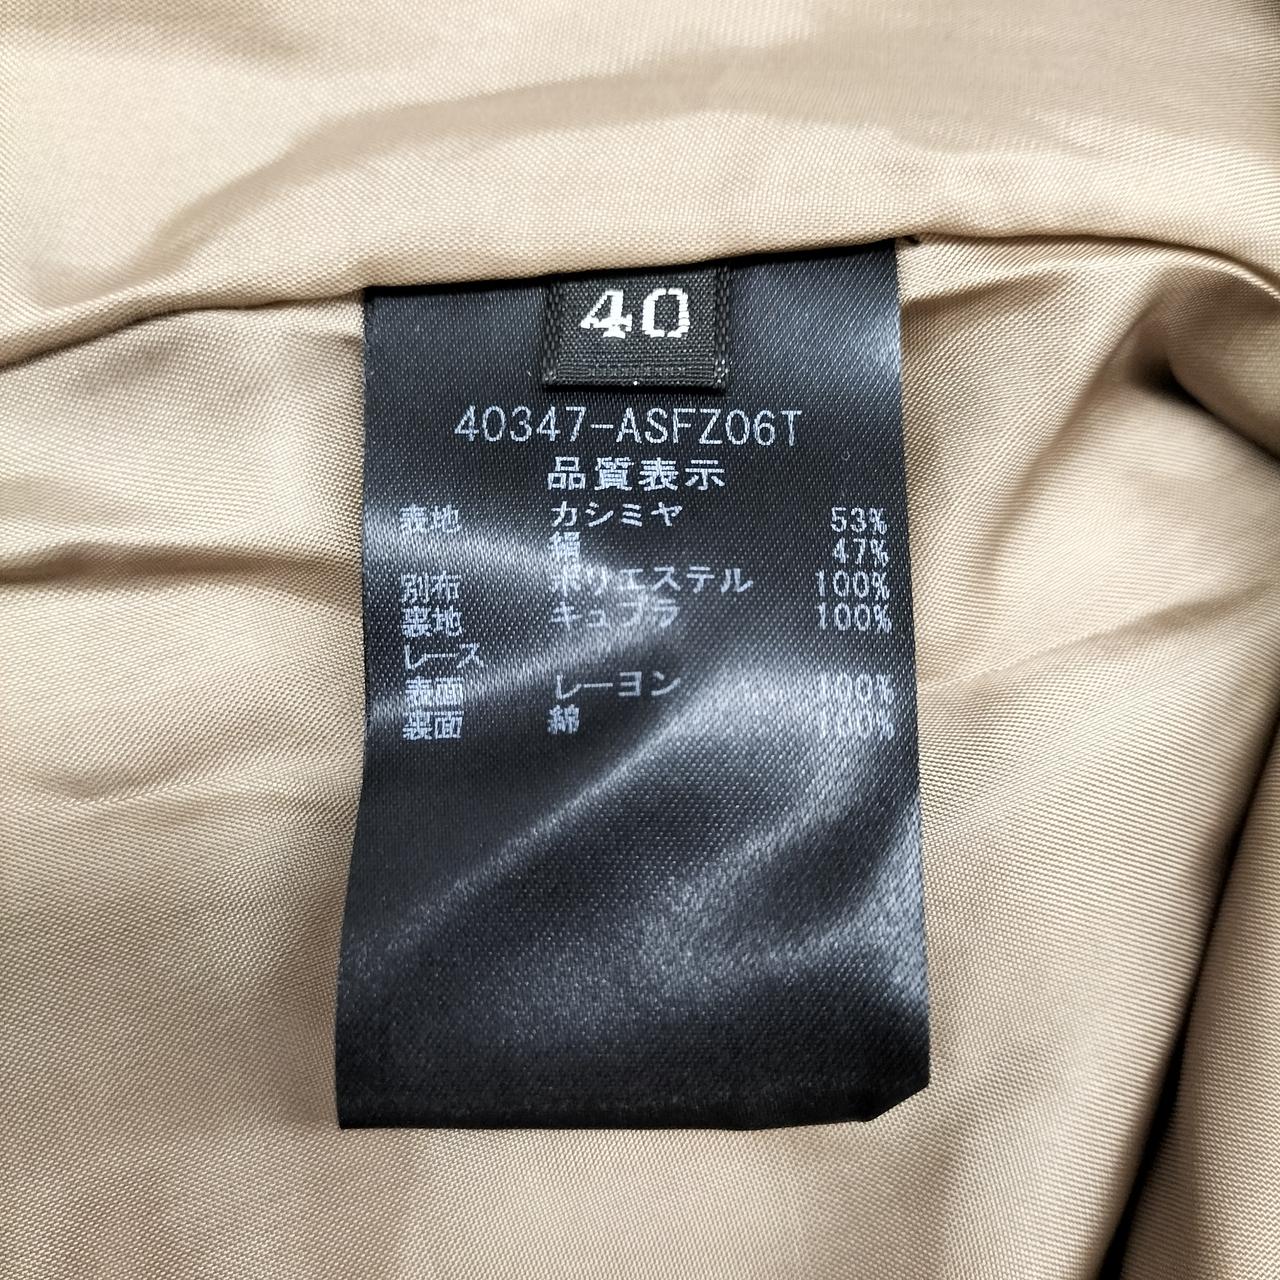 40
40347-ASFZ06T
品質表示
表地 カシミヤ 53%
絹 47%
別布 ポリエステル 100%
裏地 キュプラ 100%
レース
表面 レーヨン 100%
裏面 綿 100%